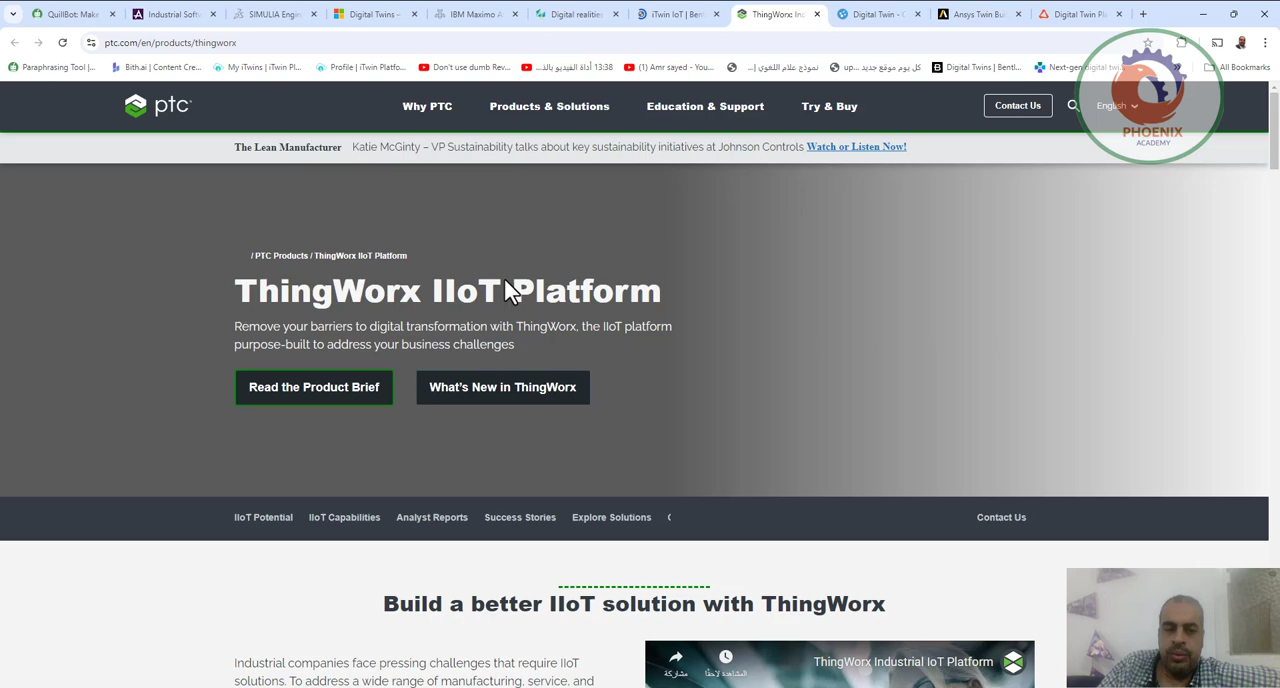 QuillBot: Make
Industrial Softw
SIMULIA Engin
Digital Twins –
IBM Maximo A
Digital realities
iTwin IoT | Bent
ThingWorx: Ind
Digital Twin - C
Ansys Twin Bui
Digital Twin Pl
ptc.com/en/products/thingworx
Paraphrasing Tool |...
Bith.ai | Content Cre...
My iTwins | iTwin Pl...
Profile | iTwin Platfo...
Don't use dumb Rev...
13:38 أداة الفيديو بالذ...
(1) Amr sayed - You...
نموذج علام اللغوي |...
كل يوم موقع جديد up...
Digital Twins | Bentl...
Next-gen digital twi...
All Bookmarks
ptc
Why PTC
Products & Solutions
Education & Support
Try & Buy
Contact Us
English
PHOENIX
ACADEMY
The Lean Manufacturer Katie McGinty – VP Sustainability talks about key sustainability initiatives at Johnson Controls Watch or Listen Now!
/ PTC Products / ThingWorx IIoT Platform
ThingWorx IIoT Platform
Remove your barriers to digital transformation with ThingWorx, the IIoT platform
purpose-built to address your business challenges
Read the Product Brief
What's New in ThingWorx
IIoT Potential
IIoT Capabilities
Analyst Reports
Success Stories
Explore Solutions
Contact Us
Build a better IIoT solution with ThingWorx
Industrial companies face pressing challenges that require IIoT
solutions. To address a wide range of manufacturing, service, and
ThingWorx Industrial IoT Platform
مشاركة
المشاهدة لاحقًا